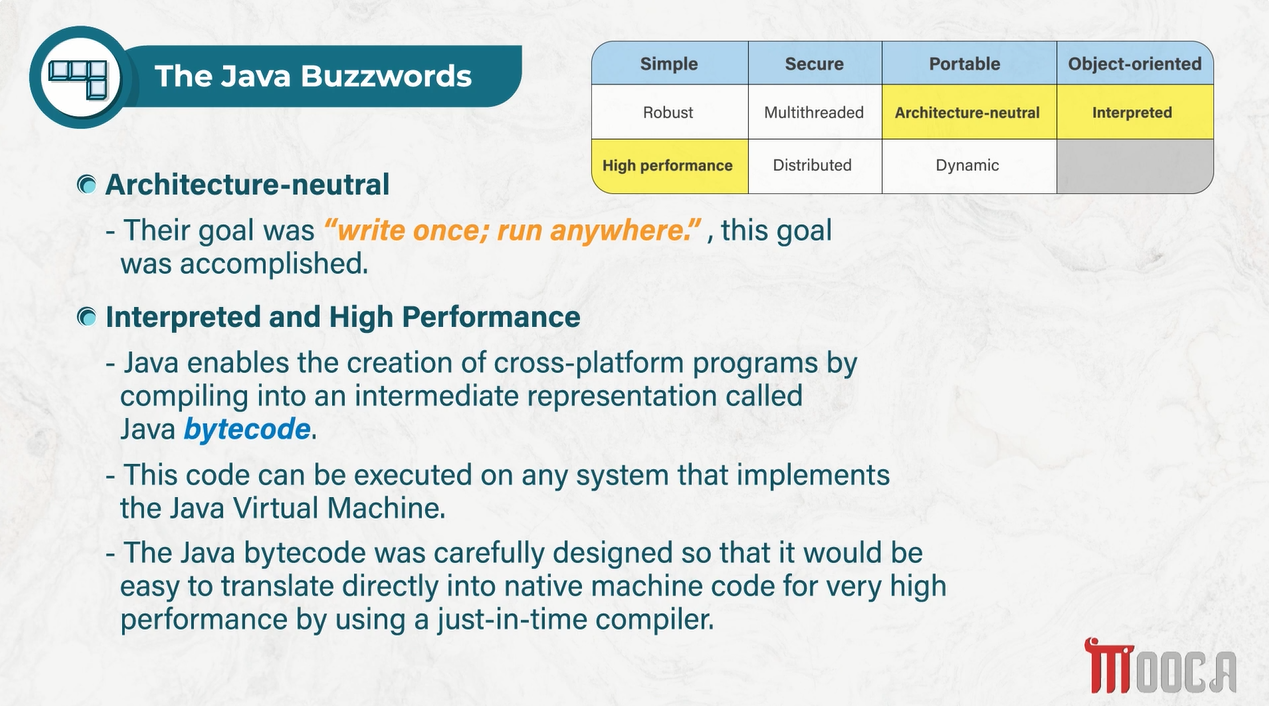 The Java Buzzwords
Simple Secure Portable Object-oriented
Robust Multithreaded Architecture-neutral Interpreted
High performance Distributed Dynamic
Architecture-neutral
- Their goal was “write once; run anywhere.” , this goal
was accomplished.
Interpreted and High Performance
- Java enables the creation of cross-platform programs by
compiling into an intermediate representation called
Java bytecode.
- This code can be executed on any system that implements
the Java Virtual Machine.
- The Java bytecode was carefully designed so that it would be
easy to translate directly into native machine code for very high
performance by using a just-in-time compiler.
MOOCA